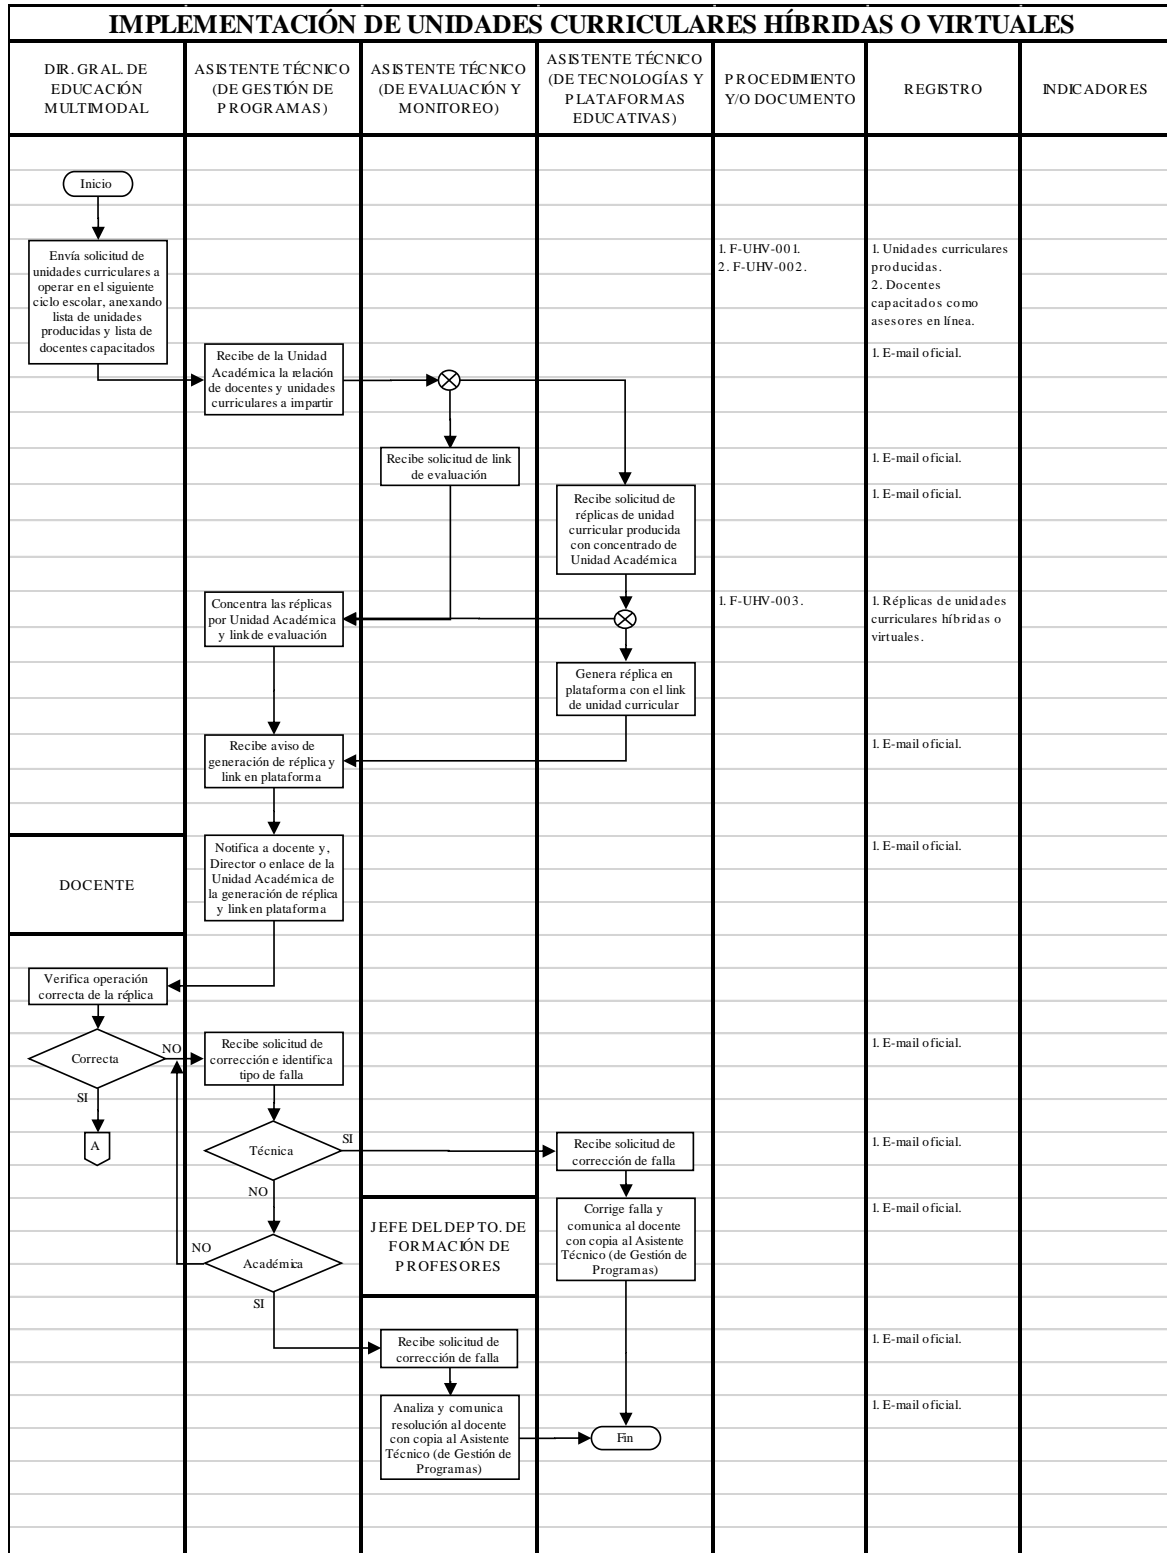 IMPLEMENTACIÓN DE UNIDADES CURRICULARES HÍBRIDAS O VIRTUALES
DIR. GRAL. DE
EDUCACIÓN
MULTIMODAL
ASISTENTE TÉCNICO
(DE GESTIÓN DE
PROGRAMAS)
ASISTENTE TÉCNICO
(DE EVALUACIÓN Y
MONITOREO)
ASISTENTE TÉCNICO
(DE TECNOLOGÍAS Y
PLATAFORMAS
EDUCATIVAS)
PROCEDIMIENTO
Y/O DOCUMENTO
REGISTRO
INDICADORES
Inicio
Envía solicitud de
unidades curriculares a
operar en el siguiente
ciclo escolar, anexando
lista de unidades
producidas y lista de
docentes capacitados
1. F-UHV-001.
2. F-UHV-002.
1. Unidades curriculares
producidas.
2. Docentes
capacitados como
asesores en línea.
Recibe de la Unidad
Académica la relación
de docentes y unidades
curriculares a impartir
1. E-mail oficial.
Recibe solicitud de link
de evaluación
1. E-mail oficial.
Recibe solicitud de
réplicas de unidad
curricular producida
con concentrado de
Unidad Académica
1. E-mail oficial.
Concentra las réplicas
por Unidad Académica
y link de evaluación
1. F-UHV-003.
1. Réplicas de unidades
curriculares híbridas o
virtuales.
Genera réplica en
plataforma con el link
de unidad curricular
Recibe aviso de
generación de réplica y
link en plataforma
1. E-mail oficial.
DOCENTE
Notifica a docente y,
Director o enlace de la
Unidad Académica de
la generación de réplica
y link en plataforma
1. E-mail oficial.
Verifica operación
correcta de la réplica
Correcta
NO
SI
A
Recibe solicitud de
corrección e identifica
tipo de falla
1. E-mail oficial.
Técnica
SI
NO
Recibe solicitud de
corrección de falla
1. E-mail oficial.
JEFE DEL DEPTO. DE
FORMACIÓN DE
PROFESORES
Corrige falla y
comunica al docente
con copia al Asistente
Técnico (de Gestión de
Programas)
1. E-mail oficial.
NO
Académica
SI
Recibe solicitud de
corrección de falla
1. E-mail oficial.
Analiza y comunica
resolución al docente
con copia al Asistente
Técnico (de Gestión de
Programas)
Fin
1. E-mail oficial.